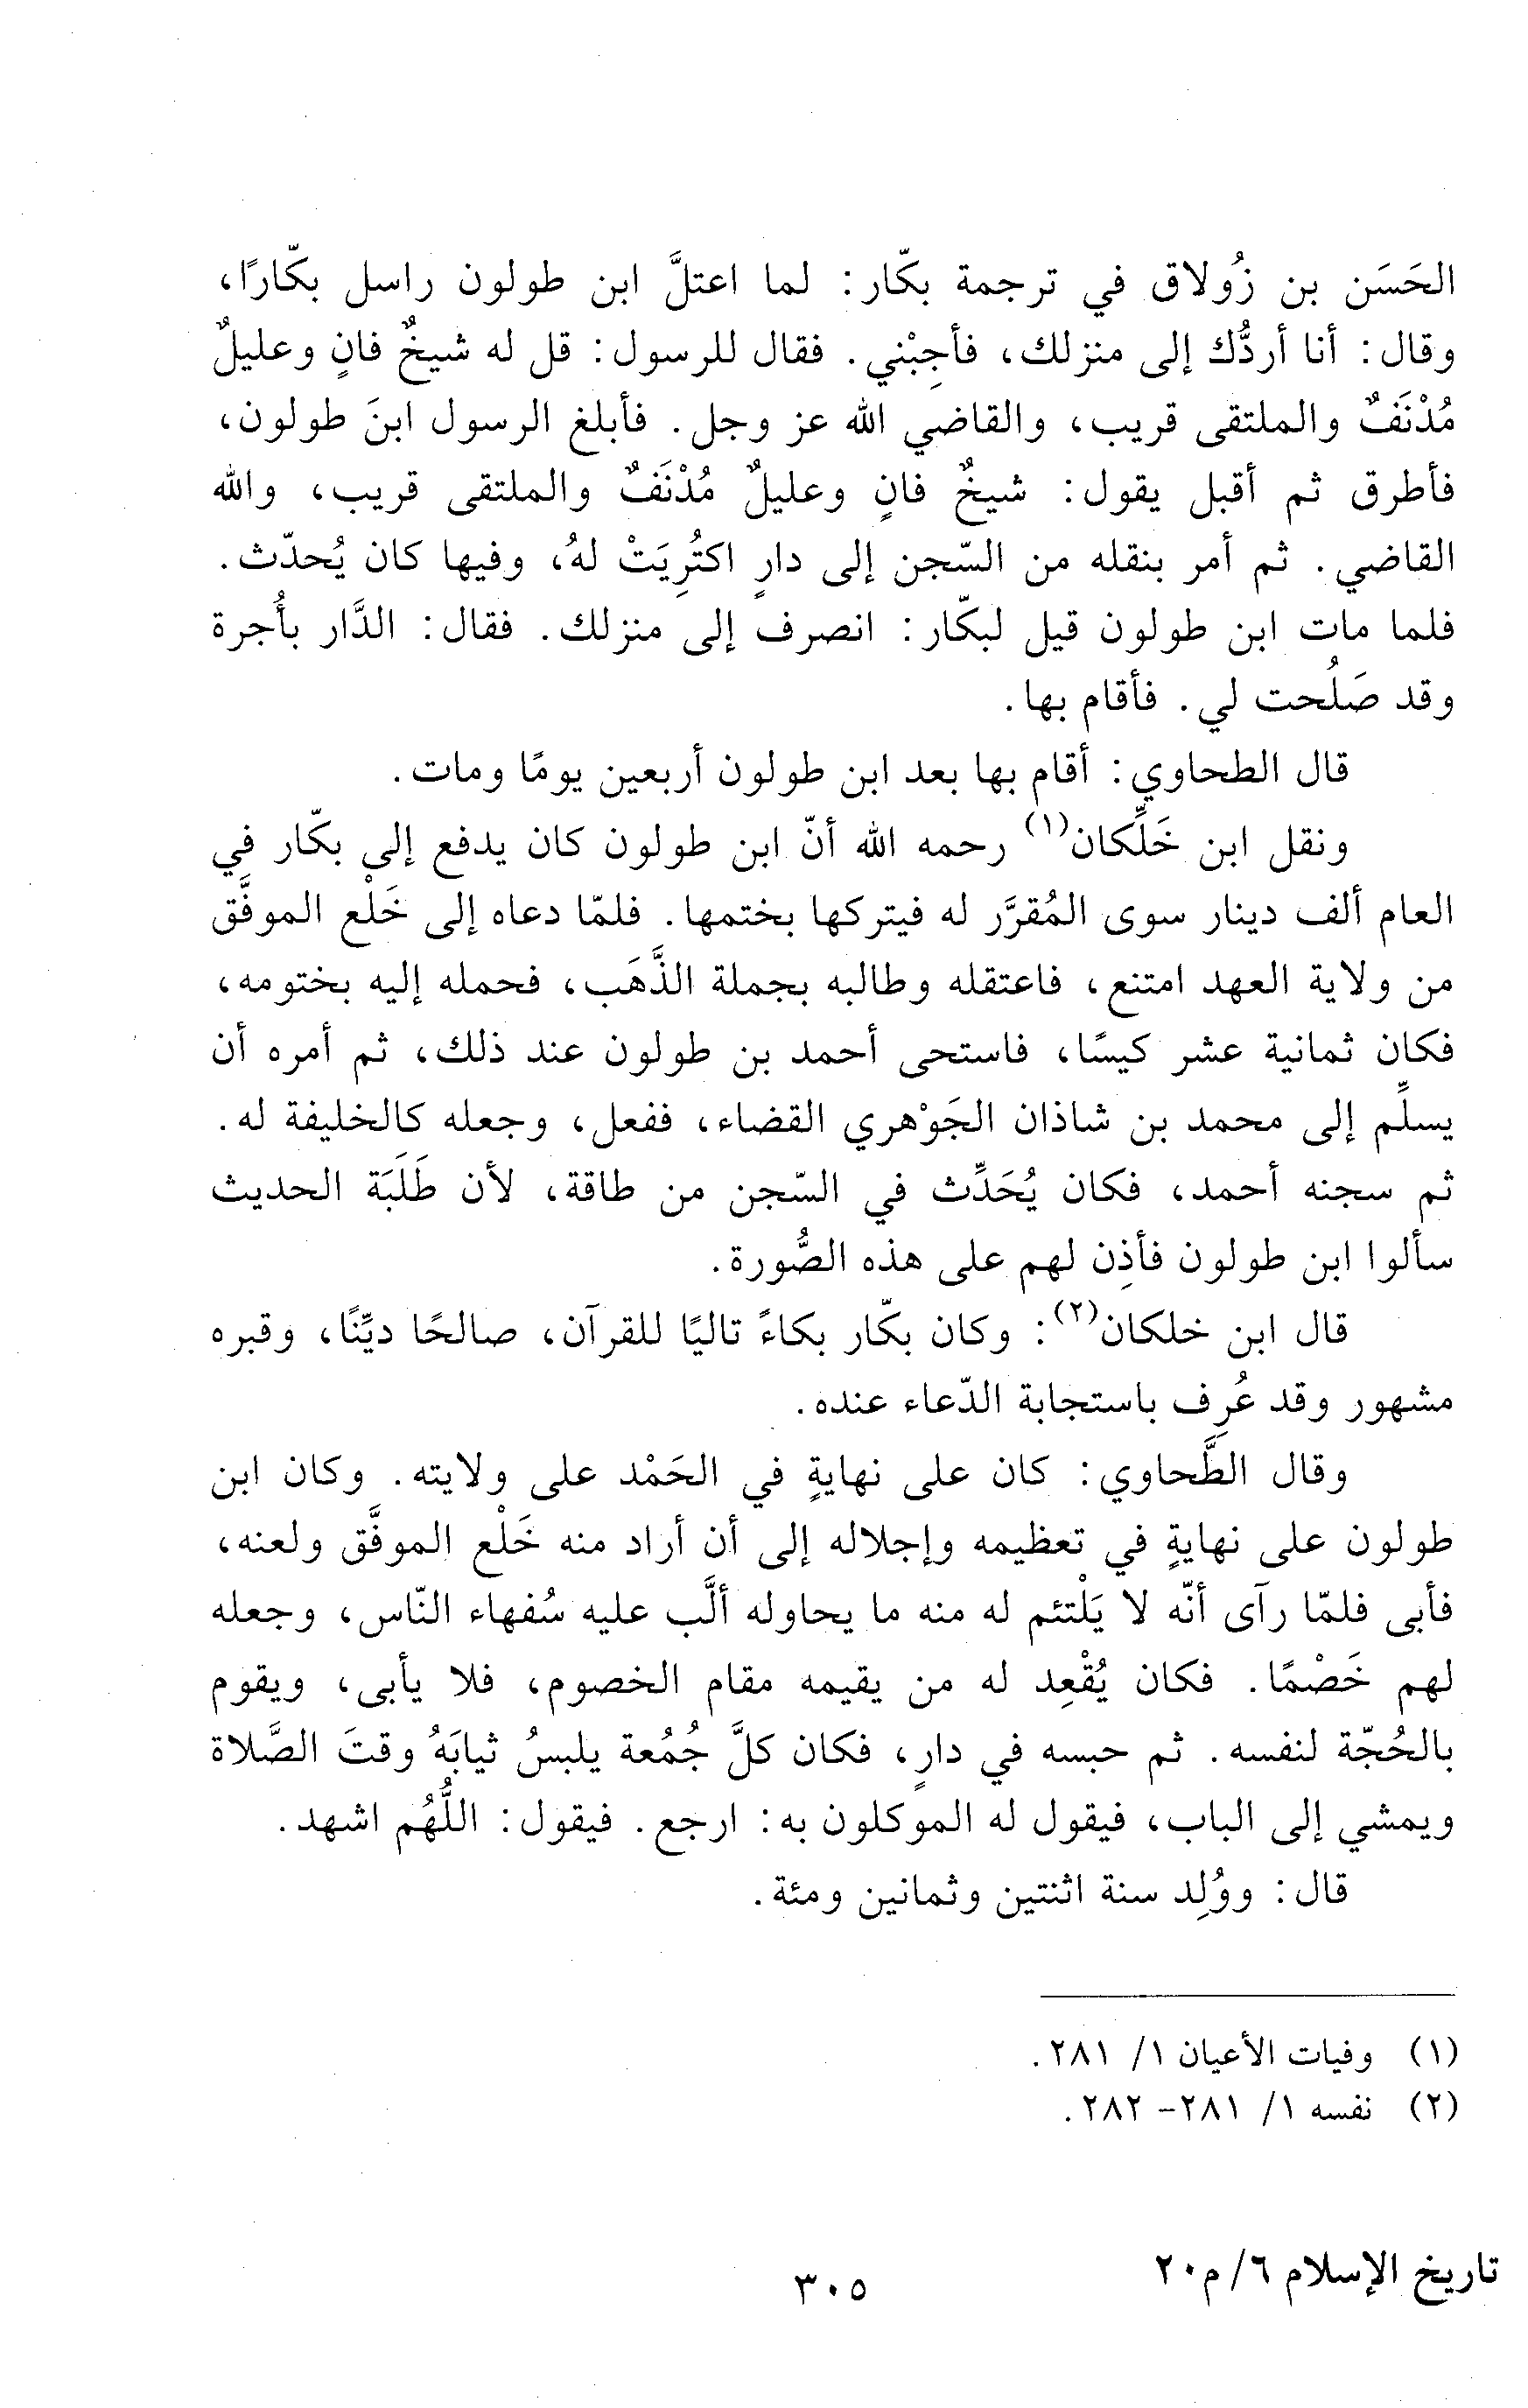 الحَسَن بن زُولاق في ترجمة بكّار: لما اعتلَّ ابن طولون راسل بكّارًا،
وقال: أنا أردُّك إلى منزلك، فأجِبْني. فقال للرسول: قل له شيخٌ فانٍ وعليلٌ
مُدْنَفٌ والملتقى قريب، والقاضي الله عز وجل. فأبلغ الرسول ابنَ طولون،
فأطرق ثم أقبل يقول: شيخٌ فانٍ وعليلٌ مُدْنَفٌ والملتقى قريب، والله
القاضي. ثم أمر بنقله من السّجن إلى دارٍ اكتُرِيَتْ لهُ، وفيها كان يُحدّث.
فلما مات ابن طولون قيل لبكّار: انصرف إلى منزلك. فقال: الدَّار بأُجرة
وقد صَلُحت لي. فأقام بها.
قال الطحاوي: أقام بها بعد ابن طولون أربعين يومًا ومات.
ونقل ابن خَلِّكان(١) رحمه الله أنّ ابن طولون كان يدفع إلى بكّار في
العام ألف دينار سوى المُقرَّر له فيتركها بختمها. فلمّا دعاه إلى خَلْع الموفَّق
من ولاية العهد امتنع، فاعتقله وطالبه بجملة الذَّهَب، فحمله إليه بختومه،
فكان ثمانية عشر كيسًا، فاستحى أحمد بن طولون عند ذلك، ثم أمره أن
يسلِّم إلى محمد بن شاذان الجَوْهري القضاء، ففعل، وجعله كالخليفة له.
ثم سجنه أحمد، فكان يُحَدِّث في السّجن من طاقة، لأن طَلَبَة الحديث
سألوا ابن طولون فأذِن لهم على هذه الصُّورة.
قال ابن خلكان(٢): وكان بكّار بكاءً تاليًا للقرآن، صالحًا ديِّنًا، وقبره
مشهور وقد عُرِف باستجابة الدّعاء عنده.
وقال الطَّحاوي: كان على نهايةٍ في الحَمْد على ولايته. وكان ابن
طولون على نهايةٍ في تعظيمه وإجلاله إلى أن أراد منه خَلْع الموفَّق ولعنه،
فأبى فلمّا رآى أنّه لا يَلْتئم له منه ما يحاوله ألَّب عليه سُفهاء النّاس، وجعله
لهم خَصْمًا. فكان يُقْعِد له من يقيمه مقام الخصوم، فلا يأبى، ويقوم
بالحُجّة لنفسه. ثم حبسه في دارٍ، فكان كلَّ جُمُعة يلبسُ ثيابَهُ وقتَ الصَّلاة
ويمشي إلى الباب، فيقول له الموكلون به: ارجع. فيقول: اللُّهُم اشهد.
قال: ووُلِد سنة اثنتين وثمانين ومئة.
(١) وفيات الأعيان ١/ ٢٨١.
(٢) نفسه ١/ ٢٨١- ٢٨٢.
تاريخ الإسلام ٦/ م٢٠
٣٠٥